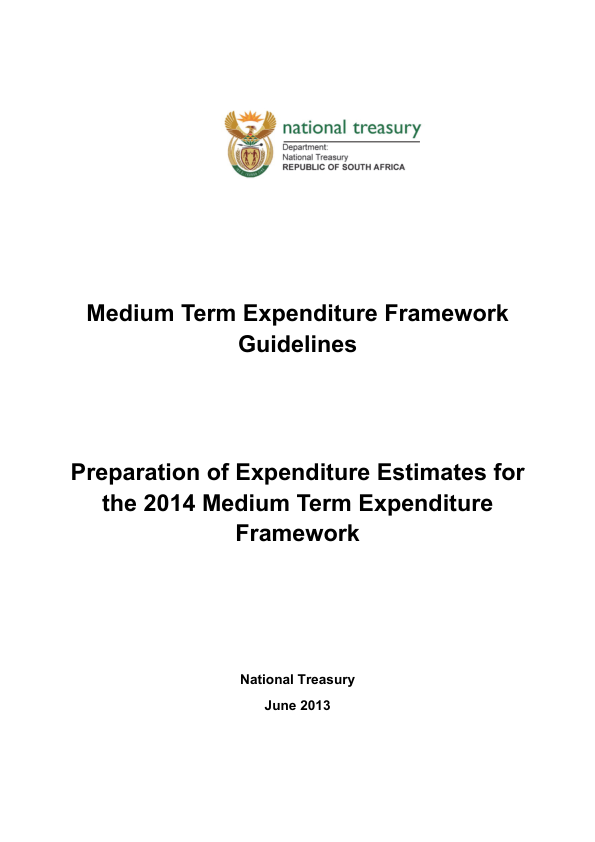 national treasury
Department:
National Treasury
REPUBLIC OF SOUTH AFRICA
Medium Term Expenditure Framework
Guidelines
Preparation of Expenditure Estimates for
the 2014 Medium Term Expenditure
Framework
National Treasury
June 2013